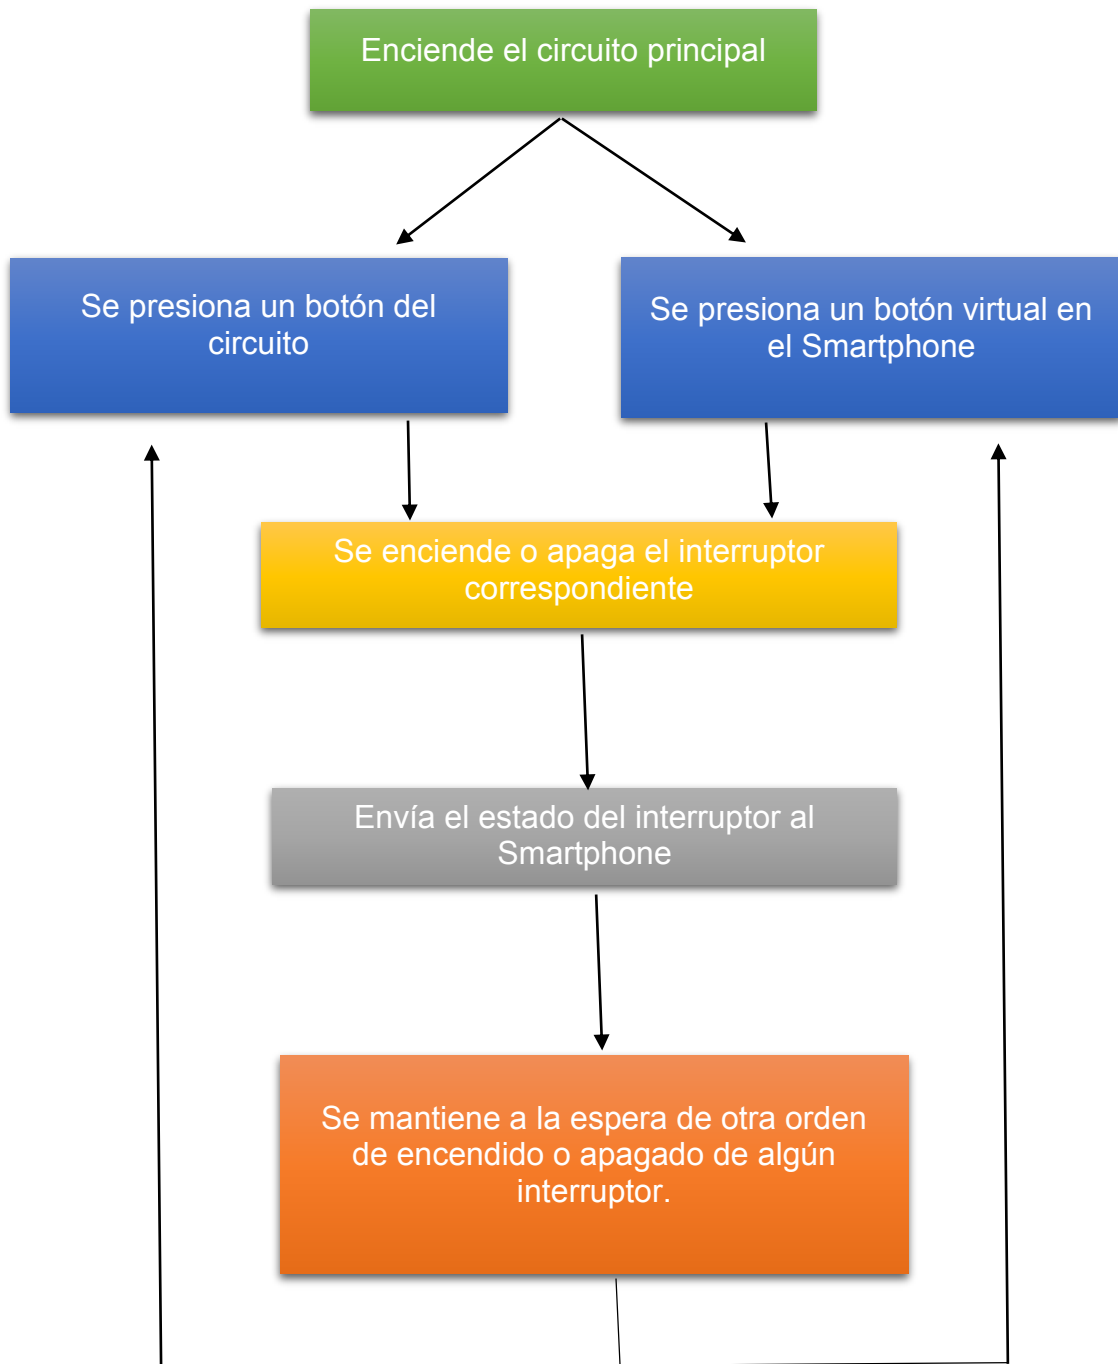 Enciende el circuito principal
Se presiona un botón del
circuito
Se presiona un botón virtual en
el Smartphone
Se enciende o apaga el interruptor
correspondiente
Envía el estado del interruptor al
Smartphone
Se mantiene a la espera de otra orden
de encendido o apagado de algún
interruptor.